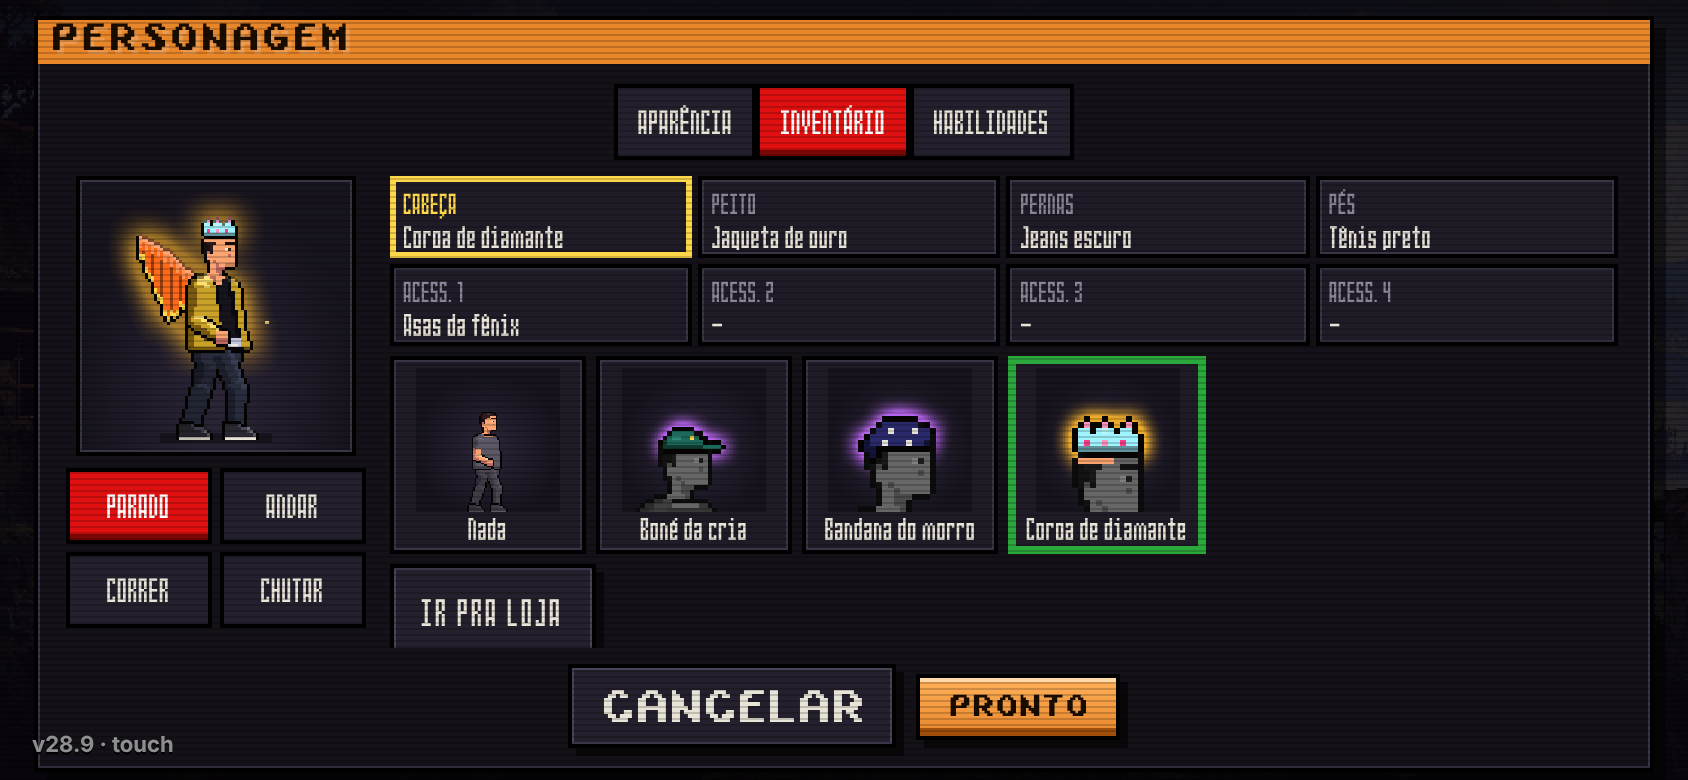 PERSONAGEM
APARÊNCIA
INVENTÁRIO
HABILIDADES
CABEÇA
Coroa de diamante
PEITO
Jaqueta de ouro
PERNAS
Jeans escuro
PÉS
Tênis preto
ACESS. 1
Asas da fênix
ACESS. 2
–
ACESS. 3
–
ACESS. 4
–
Nada
Boné da cria
Bandana do morro
Coroa de diamante
PARADO
ANDAR
CORRER
CHUTAR
IR PRA LOJA
CANCELAR
PRONTO
v28.9 · touch